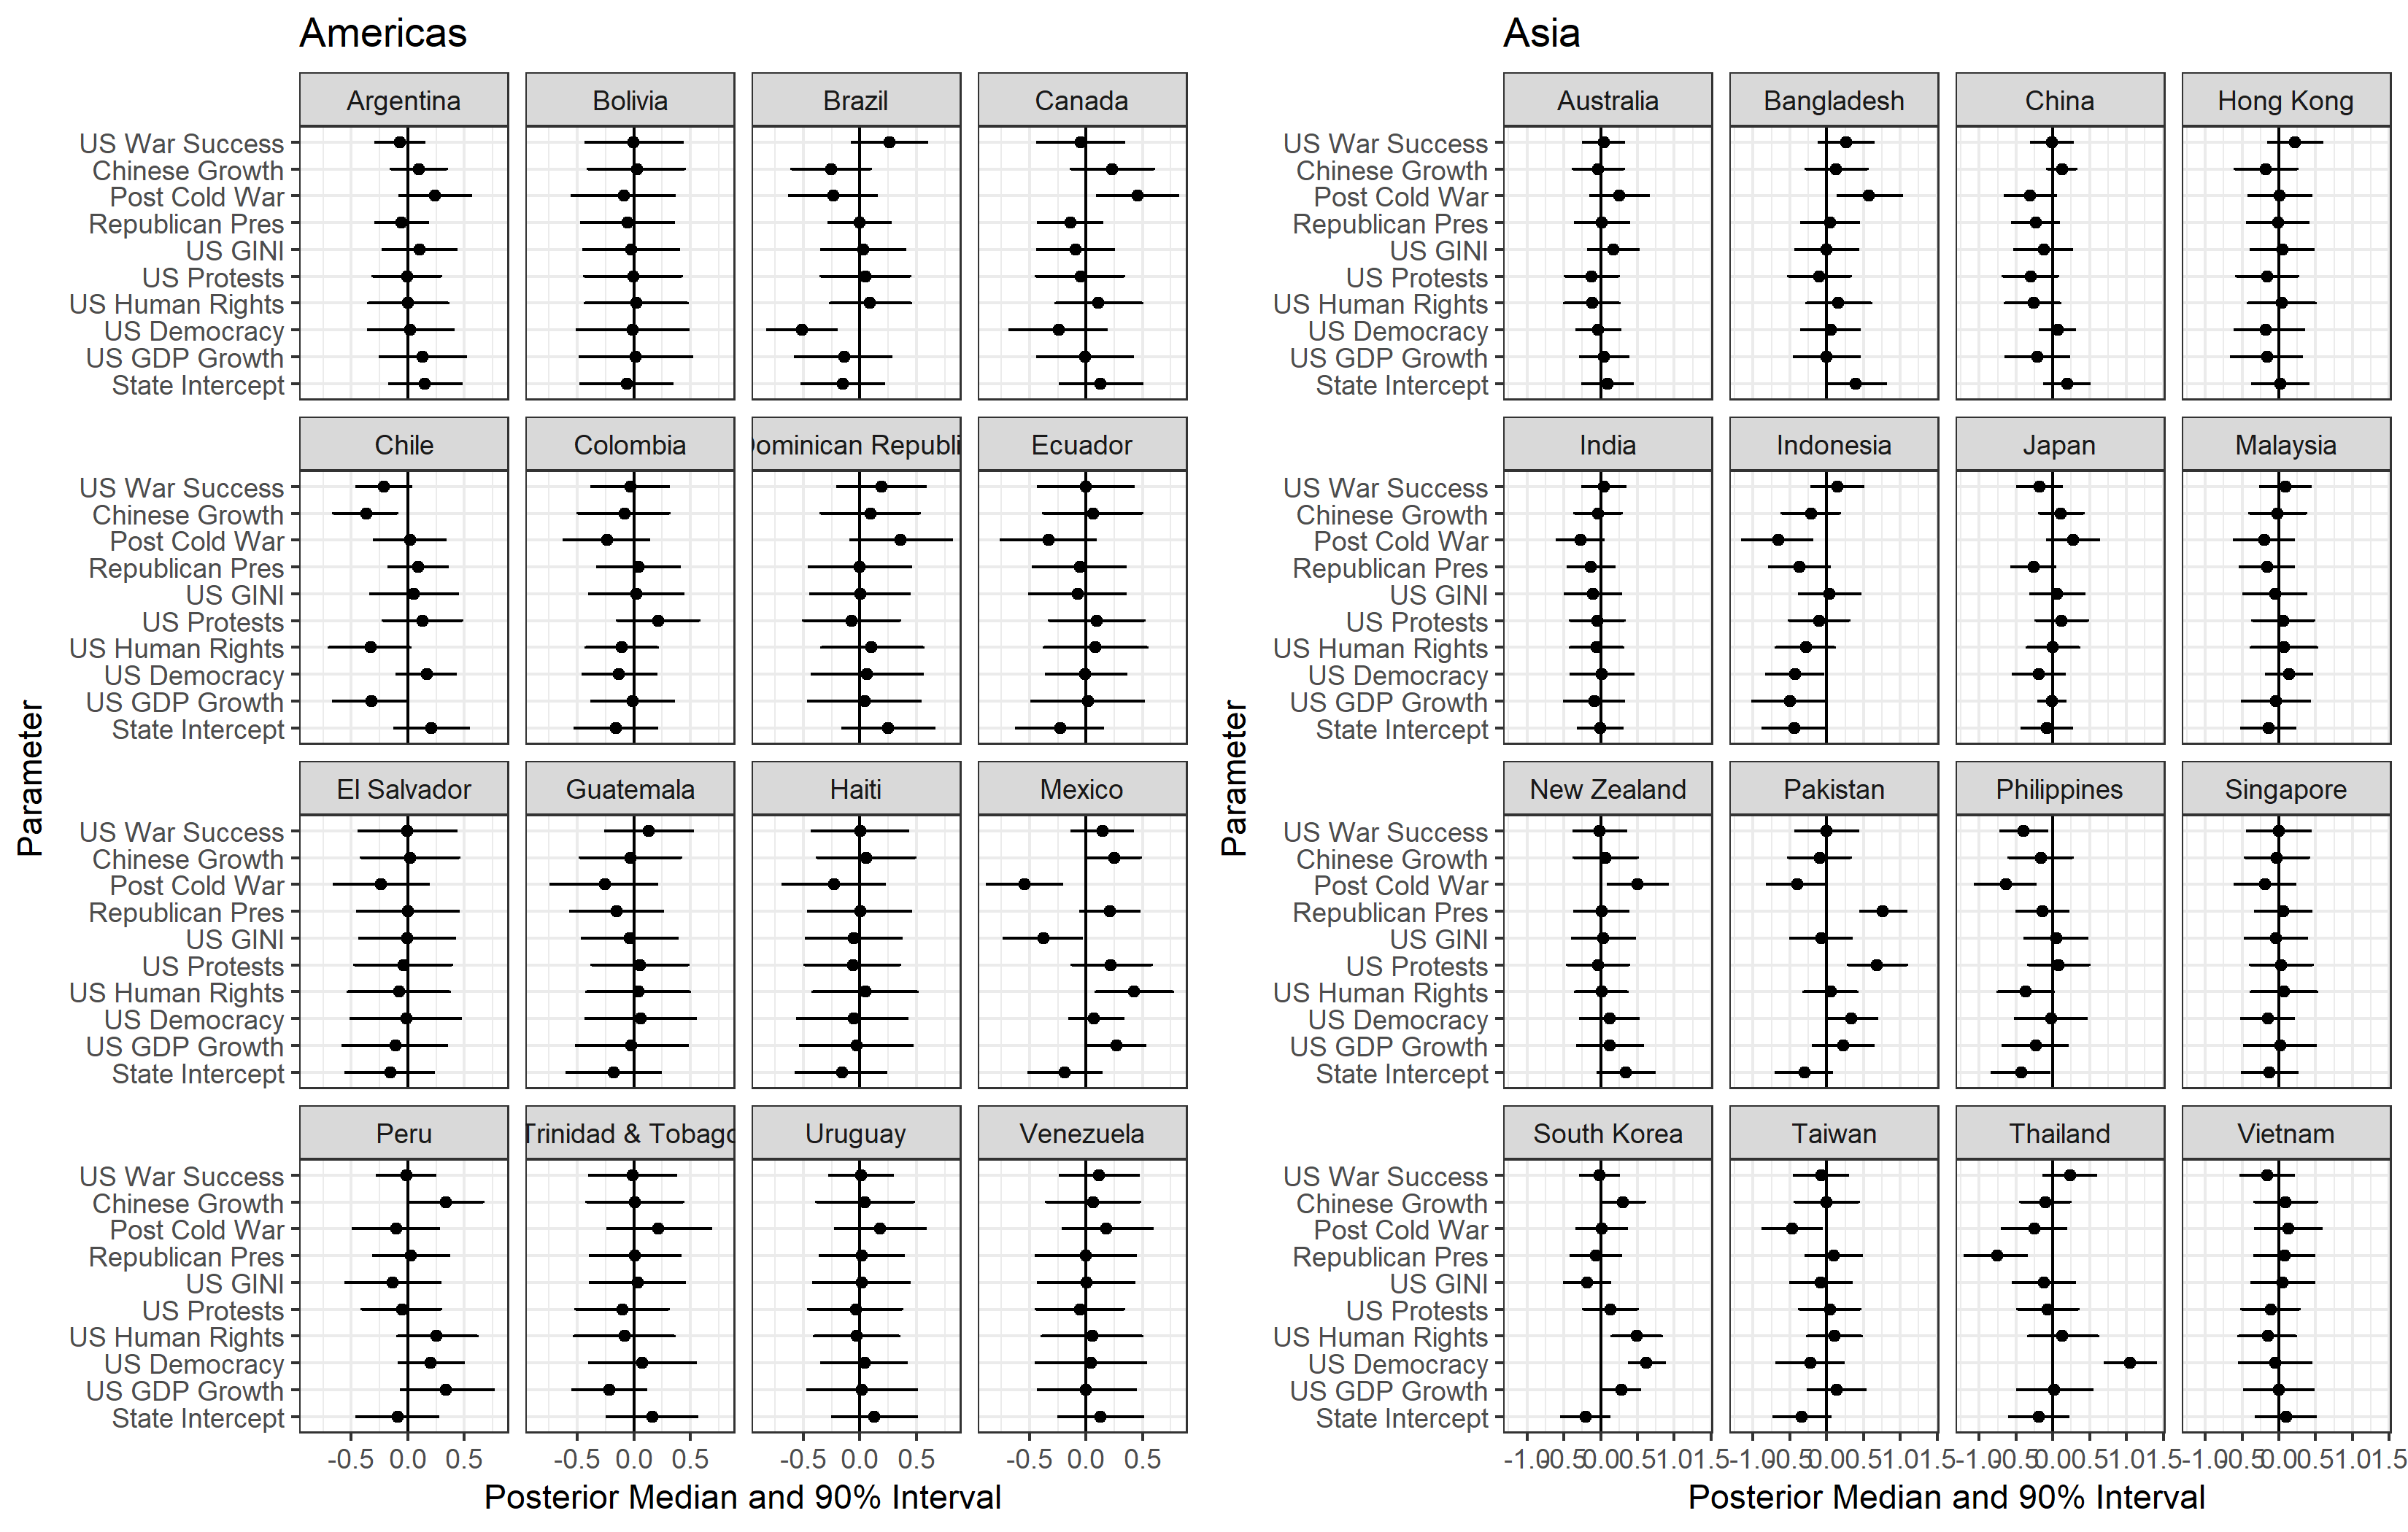 Americas
Argentina Bolivia Brazil Canada
US War Success
Chinese Growth
Post Cold War
Republican Pres
US GINI
US Protests
US Human Rights
US Democracy
US GDP Growth
State Intercept
Chile Colombia Dominican Republi Ecuador
US War Success
Chinese Growth
Post Cold War
Republican Pres
US GINI
US Protests
US Human Rights
US Democracy
US GDP Growth
State Intercept
El Salvador Guatemala Haiti Mexico
US War Success
Chinese Growth
Post Cold War
Republican Pres
US GINI
US Protests
US Human Rights
US Democracy
US GDP Growth
State Intercept
Peru Trinidad & Tobago Uruguay Venezuela
US War Success
Chinese Growth
Post Cold War
Republican Pres
US GINI
US Protests
US Human Rights
US Democracy
US GDP Growth
State Intercept
-0.5 0.0 0.5 -0.5 0.0 0.5 -0.5 0.0 0.5 -0.5 0.0 0.5
Posterior Median and 90% Interval
Parameter
Asia
Australia Bangladesh China Hong Kong
US War Success
Chinese Growth
Post Cold War
Republican Pres
US GINI
US Protests
US Human Rights
US Democracy
US GDP Growth
State Intercept
India Indonesia Japan Malaysia
US War Success
Chinese Growth
Post Cold War
Republican Pres
US GINI
US Protests
US Human Rights
US Democracy
US GDP Growth
State Intercept
New Zealand Pakistan Philippines Singapore
US War Success
Chinese Growth
Post Cold War
Republican Pres
US GINI
US Protests
US Human Rights
US Democracy
US GDP Growth
State Intercept
South Korea Taiwan Thailand Vietnam
US War Success
Chinese Growth
Post Cold War
Republican Pres
US GINI
US Protests
US Human Rights
US Democracy
US GDP Growth
State Intercept
-1.0 -0.5 0.0 0.5 1.0 1.5 -1.0 -0.5 0.0 0.5 1.0 1.5 -1.0 -0.5 0.0 0.5 1.0 1.5 -1.0 -0.5 0.0 0.5 1.0 1.5
Posterior Median and 90% Interval
Parameter